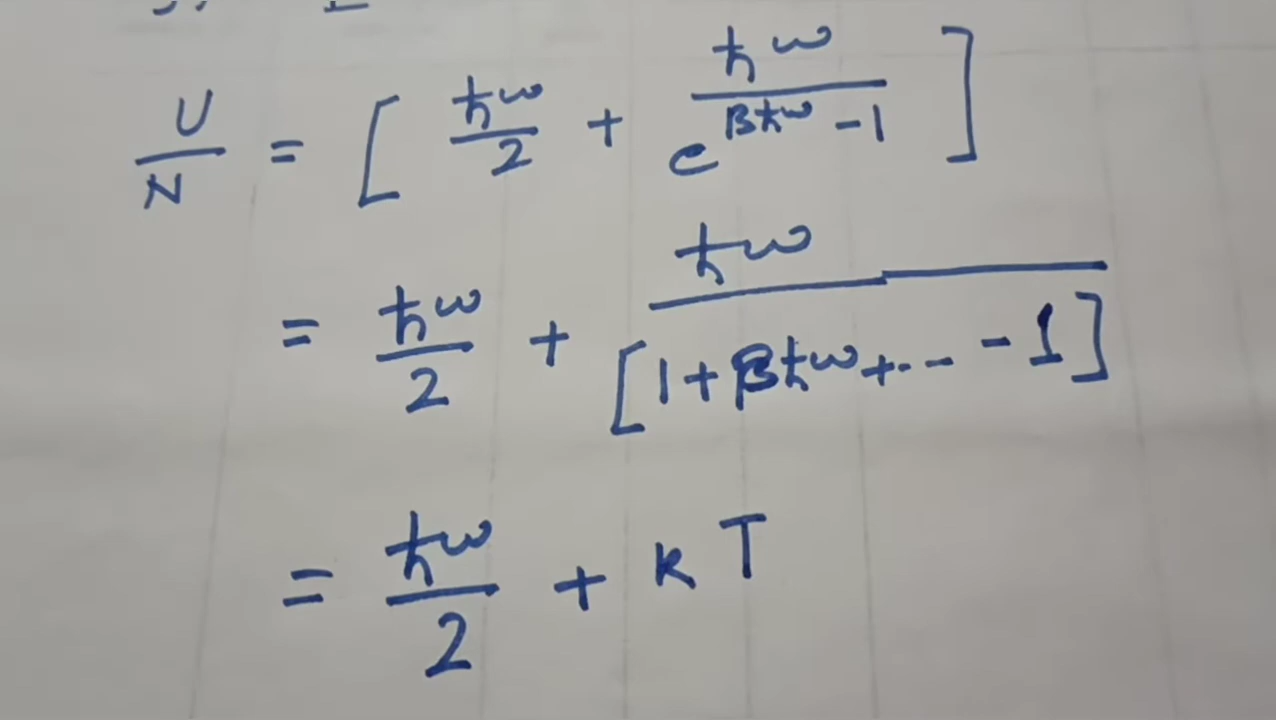 U/N = [ ħω/2 + ħω/(e^{βħω} - 1) ]
= ħω/2 + ħω/[1 + βħω + ... - 1]
= ħω/2 + kT